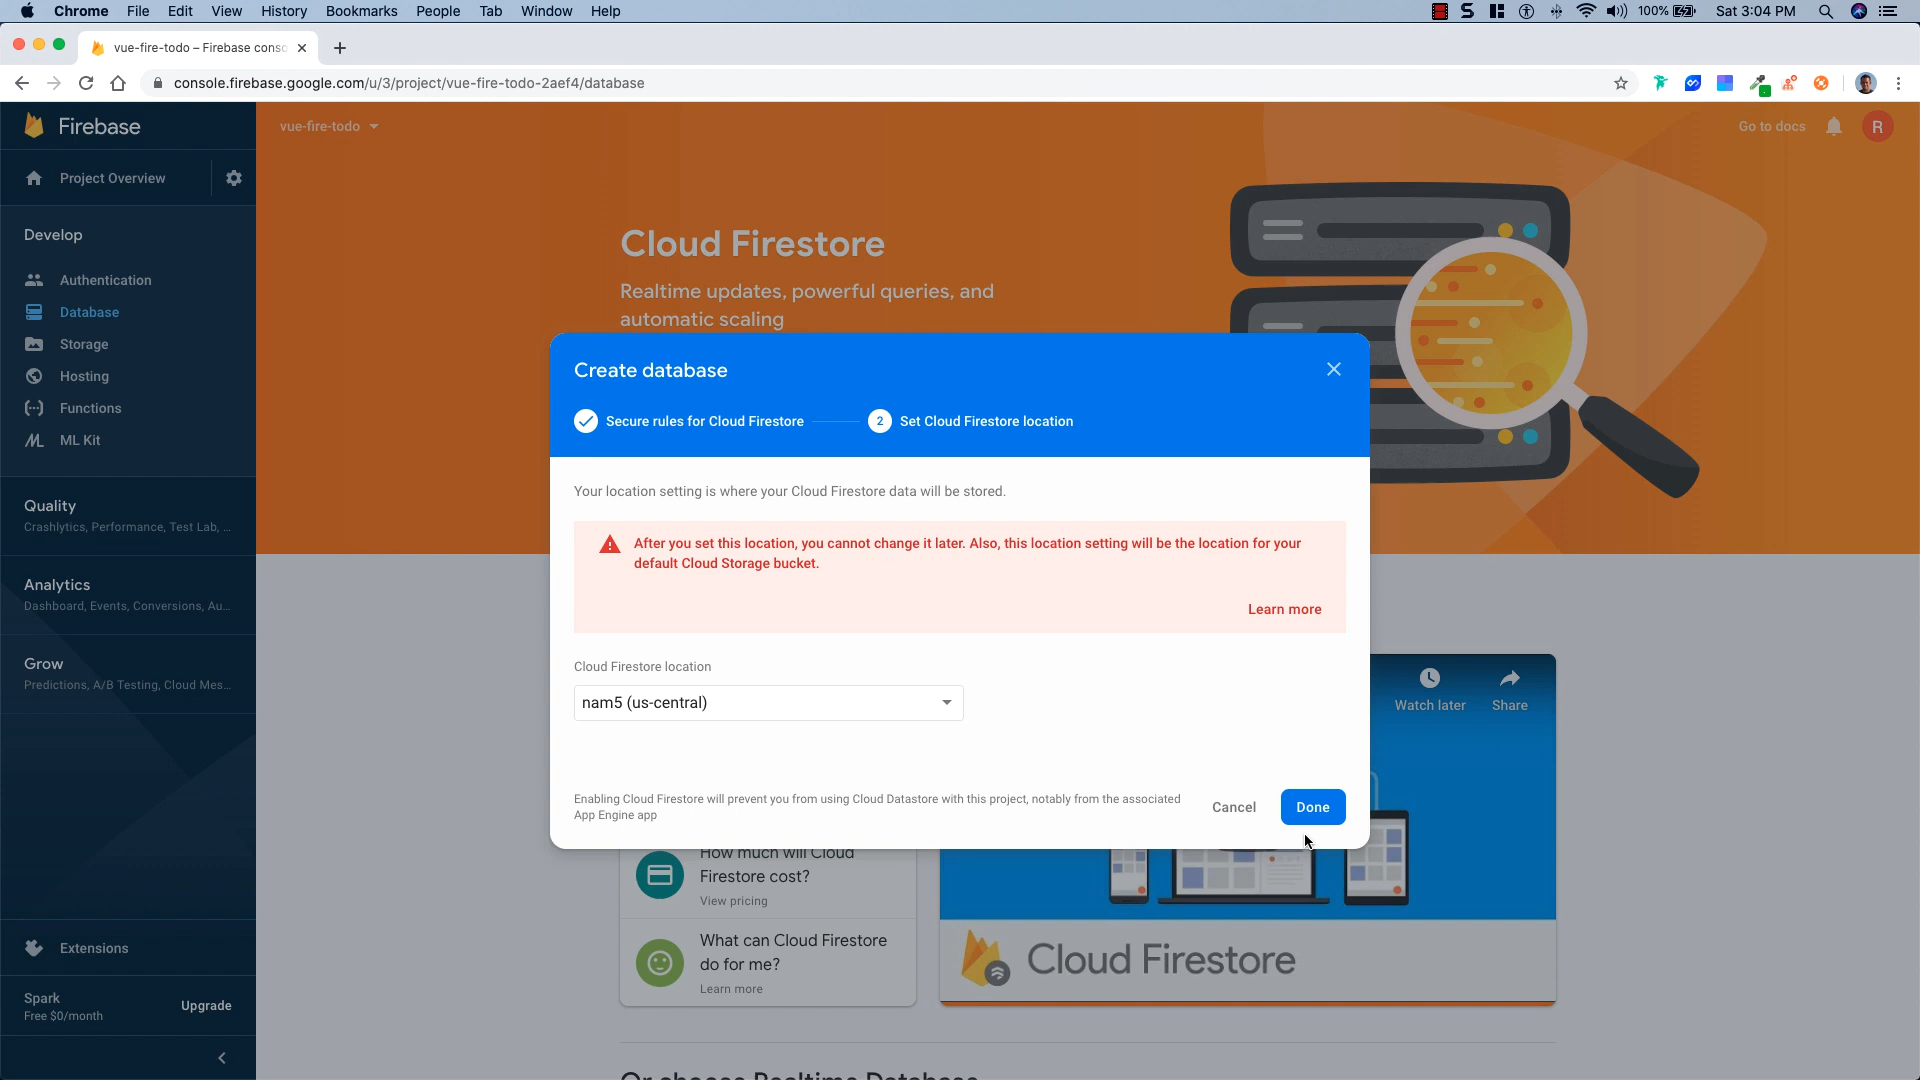 Chrome File Edit View History Bookmarks People Tab Window Help
100% Sat 3:04 PM
vue-fire-todo – Firebase conso
console.firebase.google.com/u/3/project/vue-fire-todo-2aef4/database
Firebase
vue-fire-todo
Go to docs
R
Project Overview
Develop
Authentication
Database
Storage
Hosting
Functions
ML Kit
Quality
Crashlytics, Performance, Test Lab, ...
Analytics
Dashboard, Events, Conversions, Au...
Grow
Predictions, A/B Testing, Cloud Mes...
Extensions
Spark
Free $0/month
Upgrade
Cloud Firestore
Realtime updates, powerful queries, and
automatic scaling
Create database
Secure rules for Cloud Firestore
2 Set Cloud Firestore location
Your location setting is where your Cloud Firestore data will be stored.
After you set this location, you cannot change it later. Also, this location setting will be the location for your
default Cloud Storage bucket.
Learn more
Cloud Firestore location
nam5 (us-central)
Enabling Cloud Firestore will prevent you from using Cloud Datastore with this project, notably from the associated
App Engine app
Cancel
Done
Watch later
Share
How much will Cloud
Firestore cost?
View pricing
What can Cloud Firestore
do for me?
Learn more
Cloud Firestore
Or choose Realtime Database